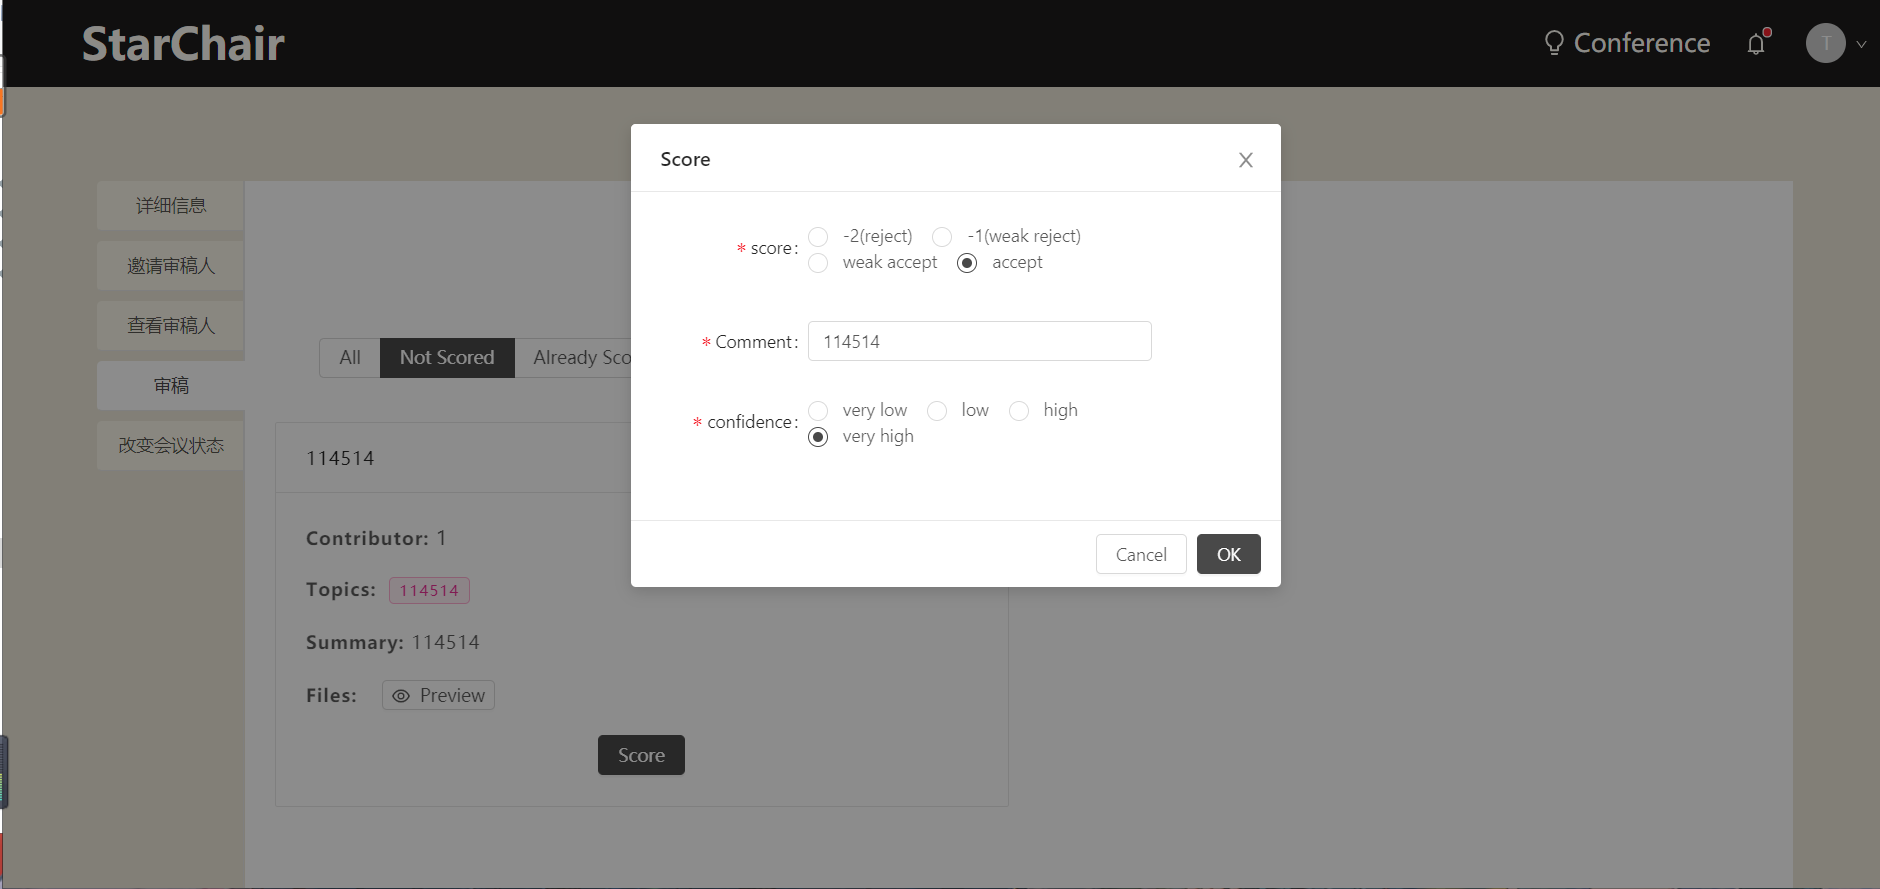 StarChair
Conference
T
详细信息
邀请审稿人
查看审稿人
审稿
改变会议状态
All
Not Scored
Already Sco
114514
Contributor: 1
Topics: 114514
Summary: 114514
Files: Preview
Score
Score
* score:
-2(reject)
-1(weak reject)
weak accept
accept
* Comment: 114514
* confidence:
very low
low
high
very high
Cancel
OK